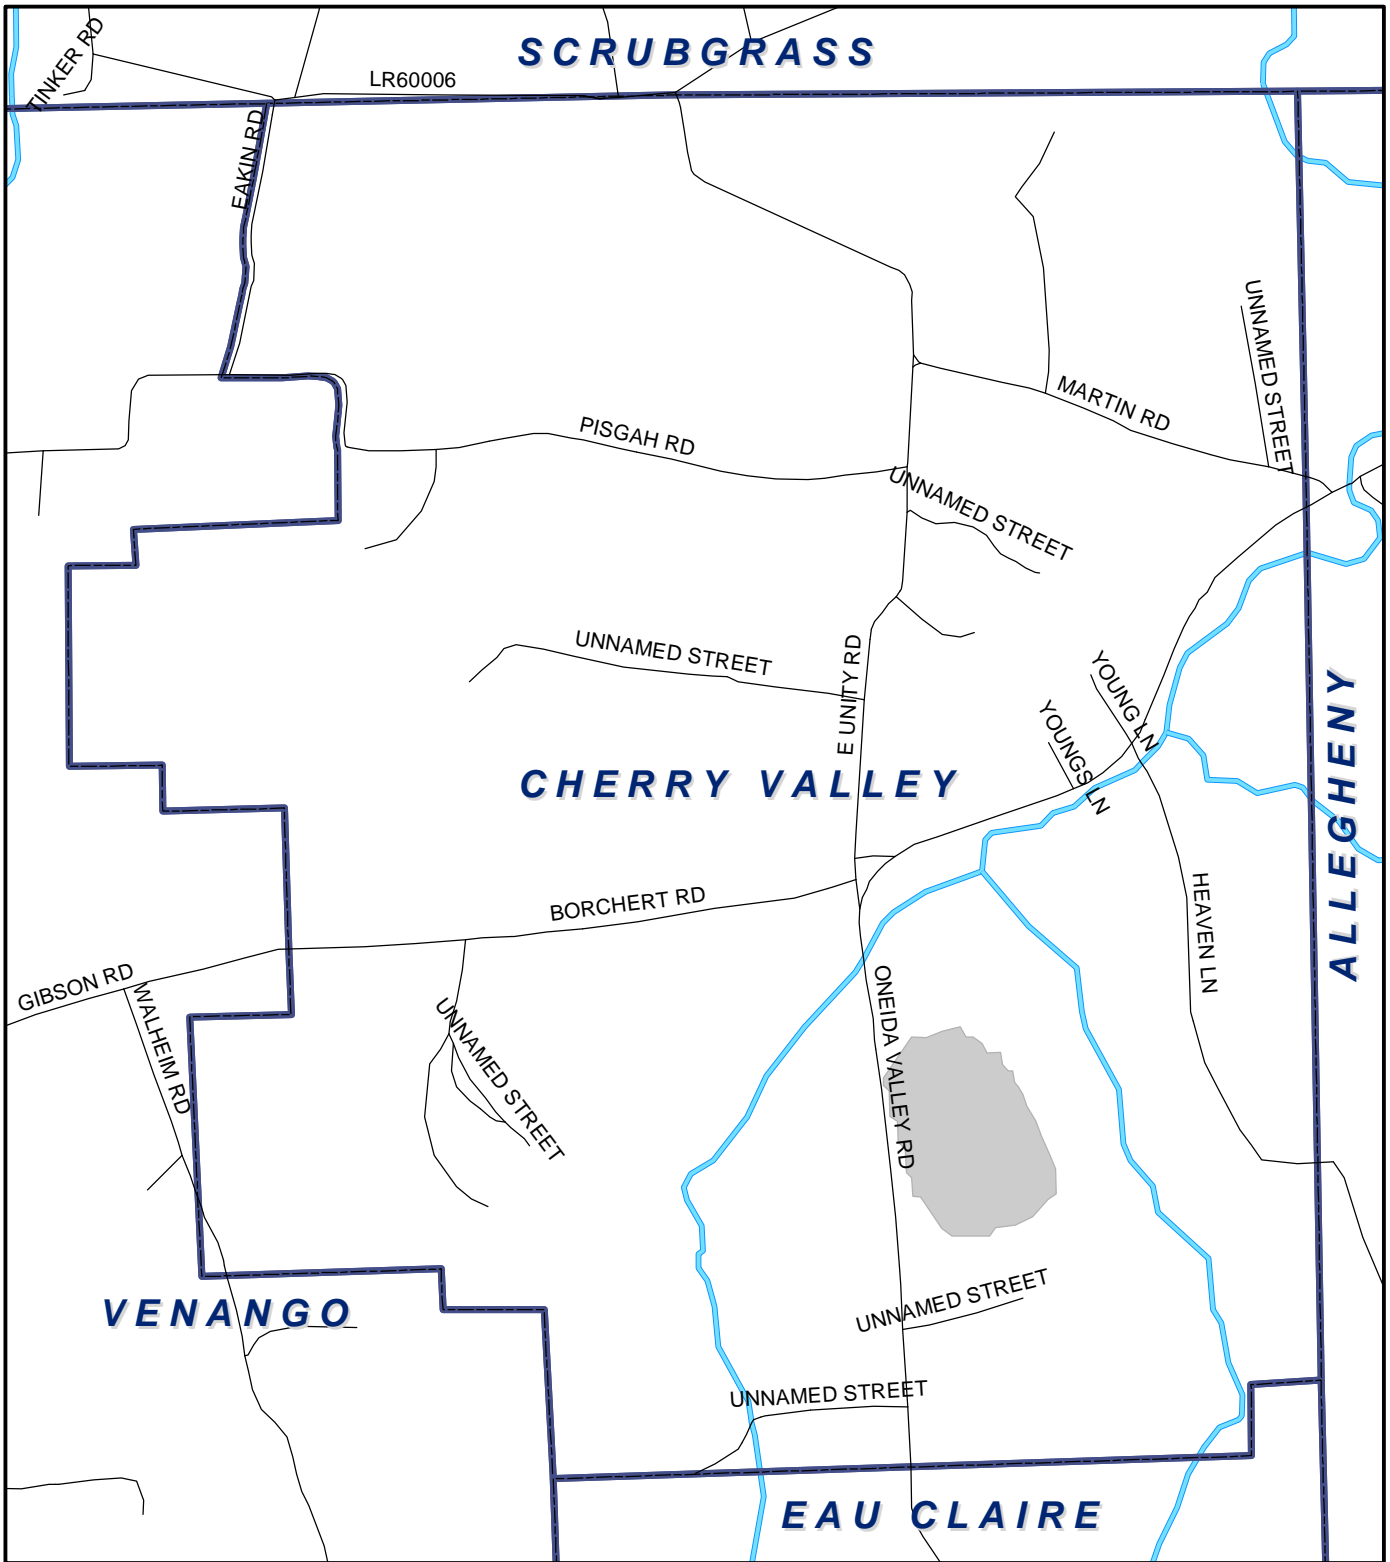 TINKER RD
SCRUBGRASS
LR60006
EAKIN RD
UNNAMED STREET
MARTIN RD
PISGAH RD
UNNAMED STREET
UNNAMED STREET
E UNITY RD
YOUNG LN
YOUNGS LN
ALLEGHENY
CHERRY VALLEY
HEAVEN LN
BORCHERT RD
GIBSON RD
WALHEIM RD
UNNAMED STREET
ONEIDA VALLEY RD
UNNAMED STREET
VENANGO
UNNAMED STREET
EAU CLAIRE